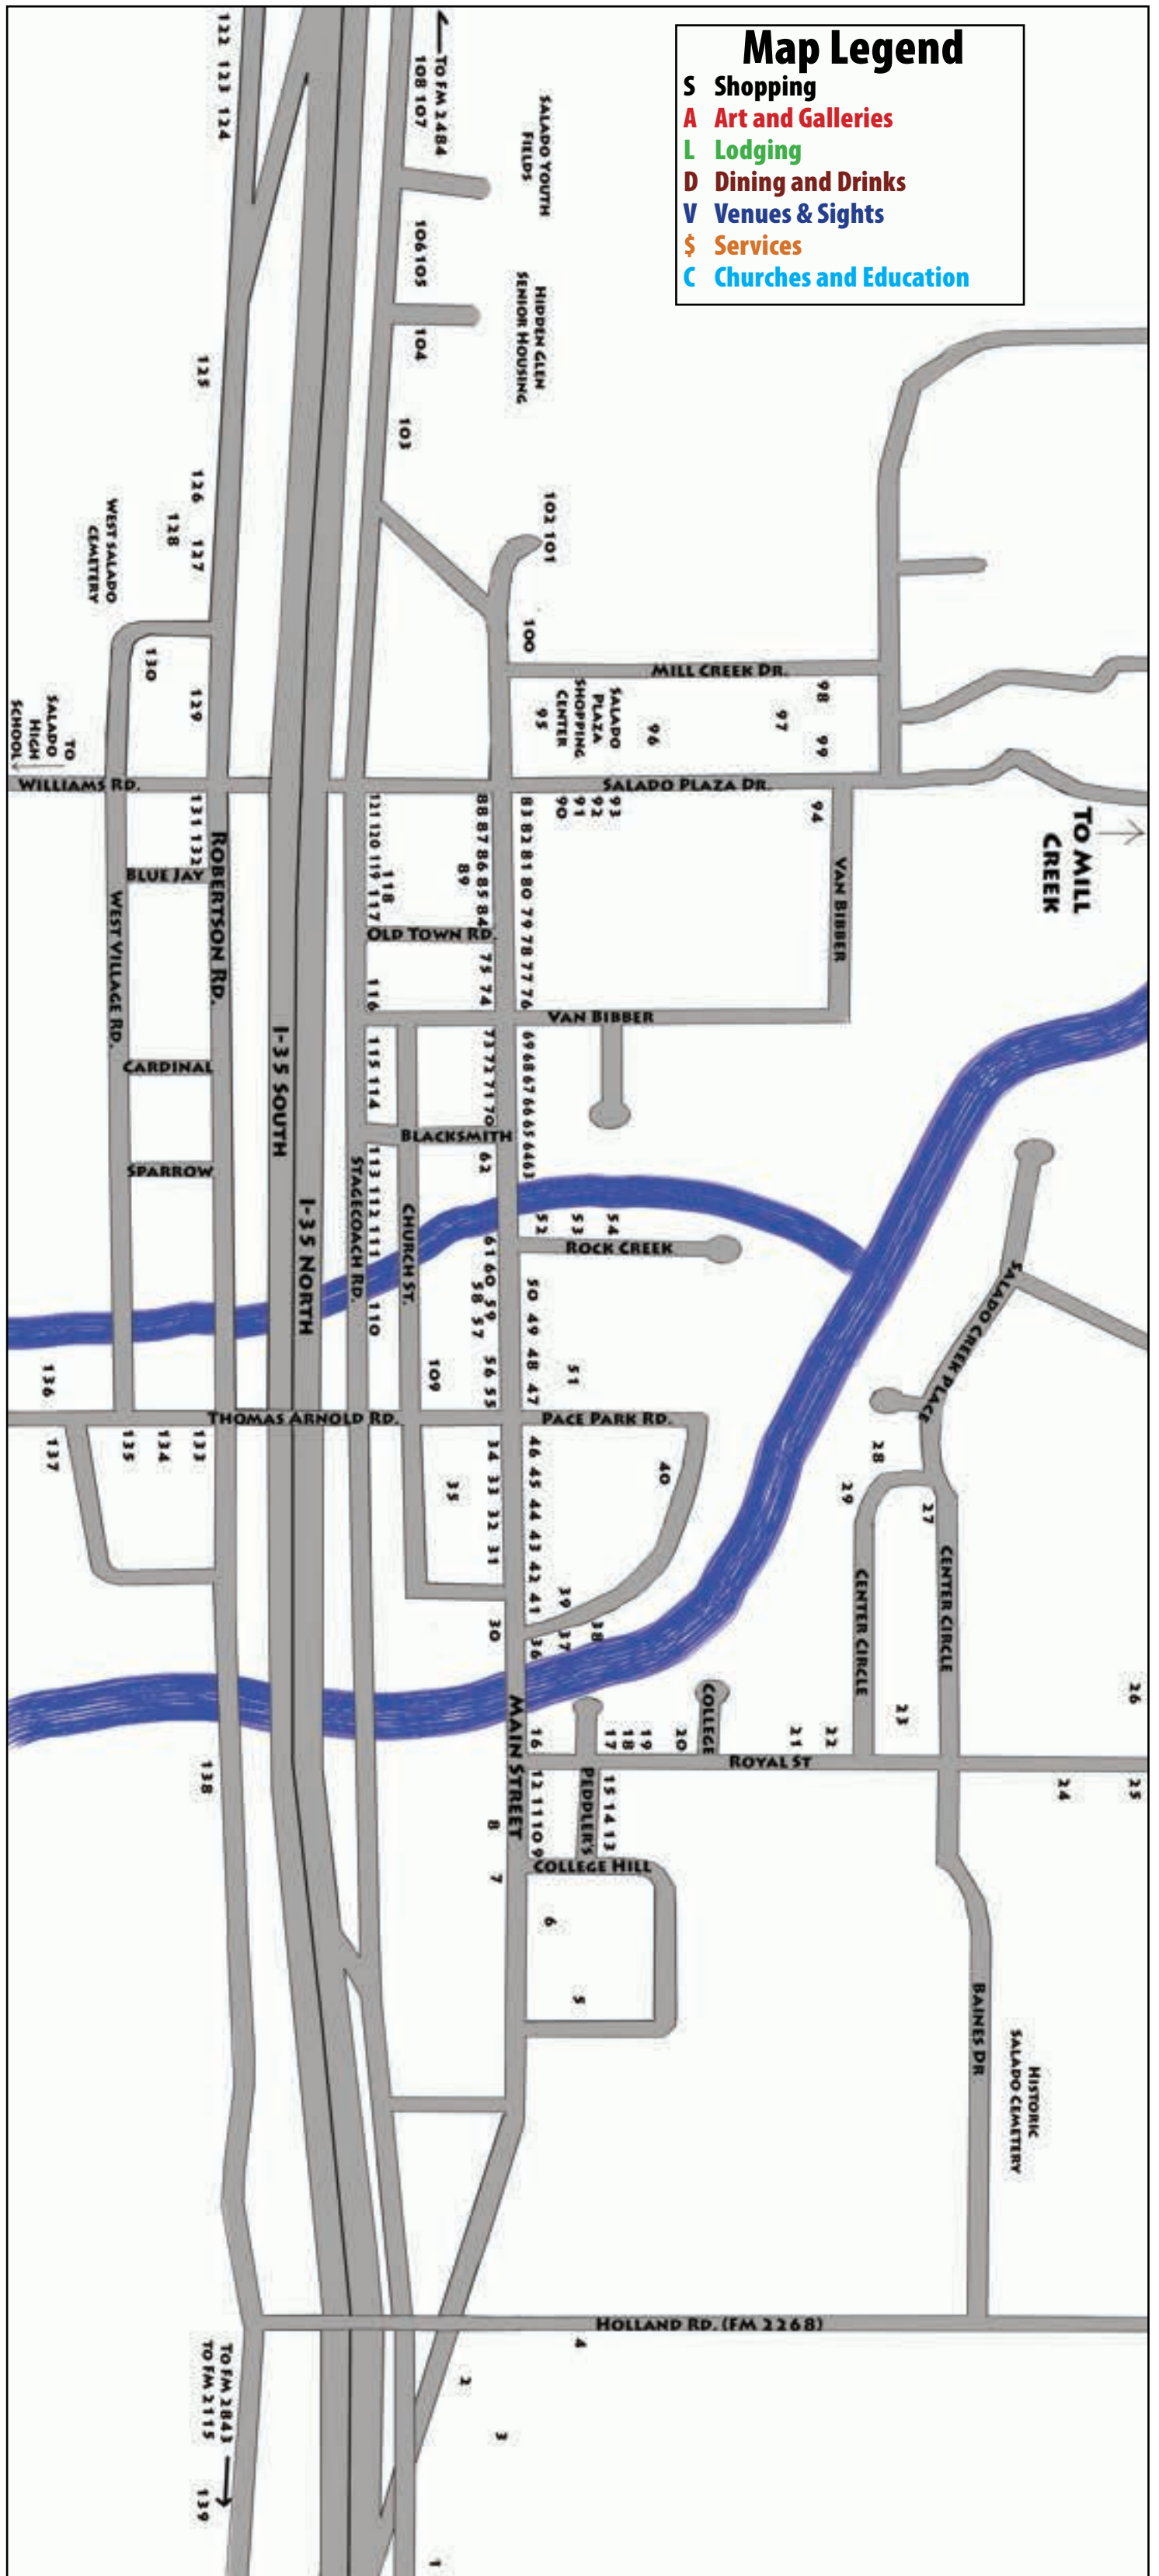 Map Legend
S Shopping
A Art and Galleries
L Lodging
D Dining and Drinks
V Venues & Sights
$ Services
C Churches and Education
122 123 124
TO FM 2484
108 107
SALADO YOUTH
FIELDS
106 105
HIDDEN GLEN
SENIOR HOUSING
104
103
125
126
127
128
WEST SALADO
CEMETERY
102 101
100
130
129
MILL CREEK DR.
98
97
99
96
SALADO
PLAZA
SHOPPING
CENTER
95
TO
SALADO
HIGH
SCHOOL
WILLIAMS RD.
SALADO PLAZA DR.
131 132
121 120 119 117
118
88 87 86 85 84
89
83 82 81 80 79 78 77 76
90
91
92
93
94
TO MILL
CREEK
BLUE JAY
ROBERTSON RD.
WEST VILLAGE RD.
OLD TOWN RD.
VAN BIBBER
75 74
116
VAN BIBBER
I-35 SOUTH
CARDINAL
115 114
73 72 71 70
69 68 67 66 65 64 63
BLACKSMITH
62
SPARROW
113 112 111 110
STAGECOACH RD.
CHURCH ST.
I-35 NORTH
52
53
54
ROCK CREEK
61 60 59
58 57
56 55
50 49 48 47
51
109
SALADO CREEK PLACE
136
THOMAS ARNOLD RD.
PACE PARK RD.
137
135
134
133
34 33 32 31
35
46 45 44 43 42 41
40
39
38
37
36
30
28
29
27
CENTER CIRCLE
CENTER CIRCLE
23
26
MAIN STREET
16
17
18
19
20
COLLEGE
21
22
ROYAL ST
24
25
138
12 11 10 9
PEDDLER'S
15 14 13
8
7
COLLEGE HILL
6
5
BAINES DR
HISTORIC
SALADO CEMETERY
HOLLAND RD. (FM 2268)
4
2
3
TO FM 2843
TO FM 2115
139
1